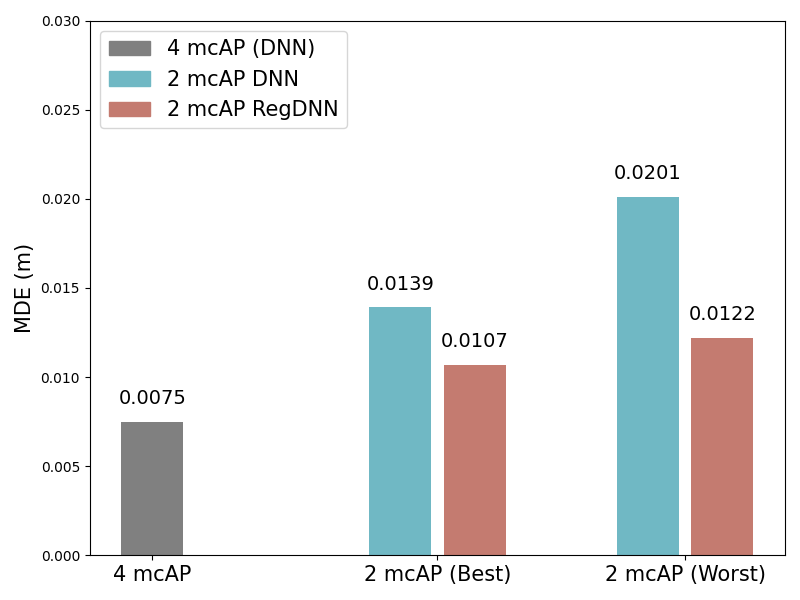 4 mcAP (DNN)
2 mcAP DNN
2 mcAP RegDNN
MDE (m)
0.030
0.025
0.020
0.015
0.010
0.005
0.000
0.0075
0.0139
0.0107
0.0201
0.0122
4 mcAP
2 mcAP (Best)
2 mcAP (Worst)